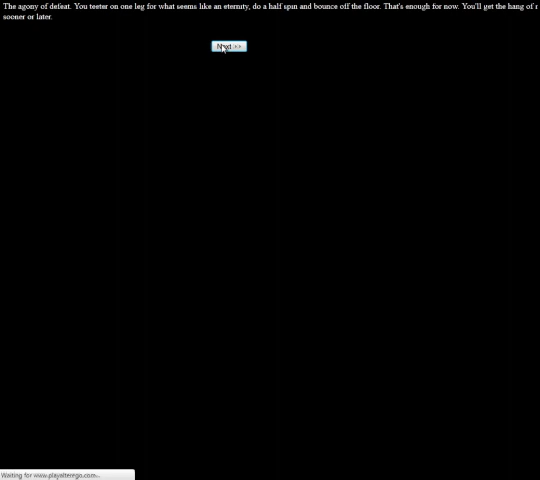 The agony of defeat. You teeter on one leg for what seems like an eternity, do a half spin and bounce off the floor. That's enough for now. You'll get the hang of
sooner or later.
Next >>
Waiting for www.playalterego.com...